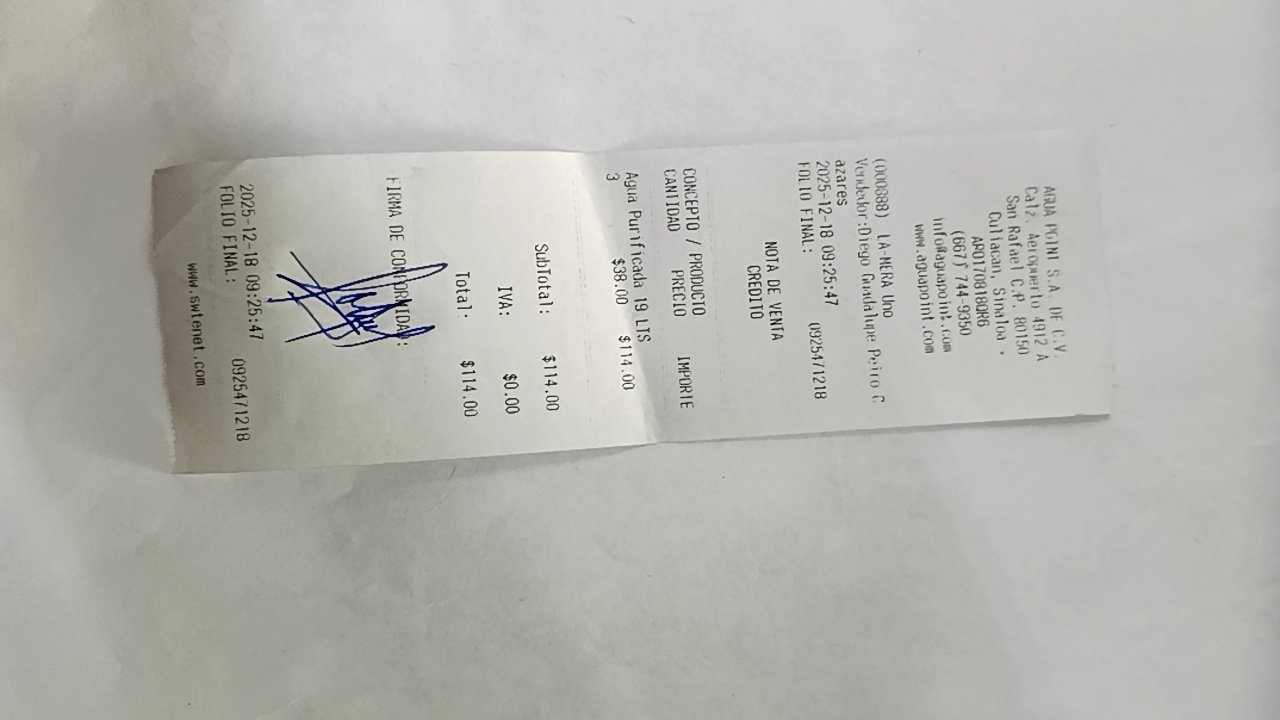 AGUA POINT S.A. DE C.V.
Calz. Aeropuerto 4912 A
San Rafael C.P. 80150
Culiacan, Sinaloa .
APO170818QR6
(667) 744-9350
info@aguapoint.com
www.aguapoint.com
(000888) LA-MERA Uno
Vendedor:Diego Guadalupe Peiro C
azares
2025-12-18 09:25:47
FOLIO FINAL: 0925471218
NOTA DE VENTA
CREDITO
CONCEPTO / PRODUCTO
CANTIDAD PRECIO IMPORTE
Agua Purificada 19 LTS
3 $38.00 $114.00
SubTotal: $114.00
IVA: $0.00
Total: $114.00
FIRMA DE CONFORMIDAD:
2025-12-18 09:25:47
FOLIO FINAL: 0925471218
www.swtenet.com